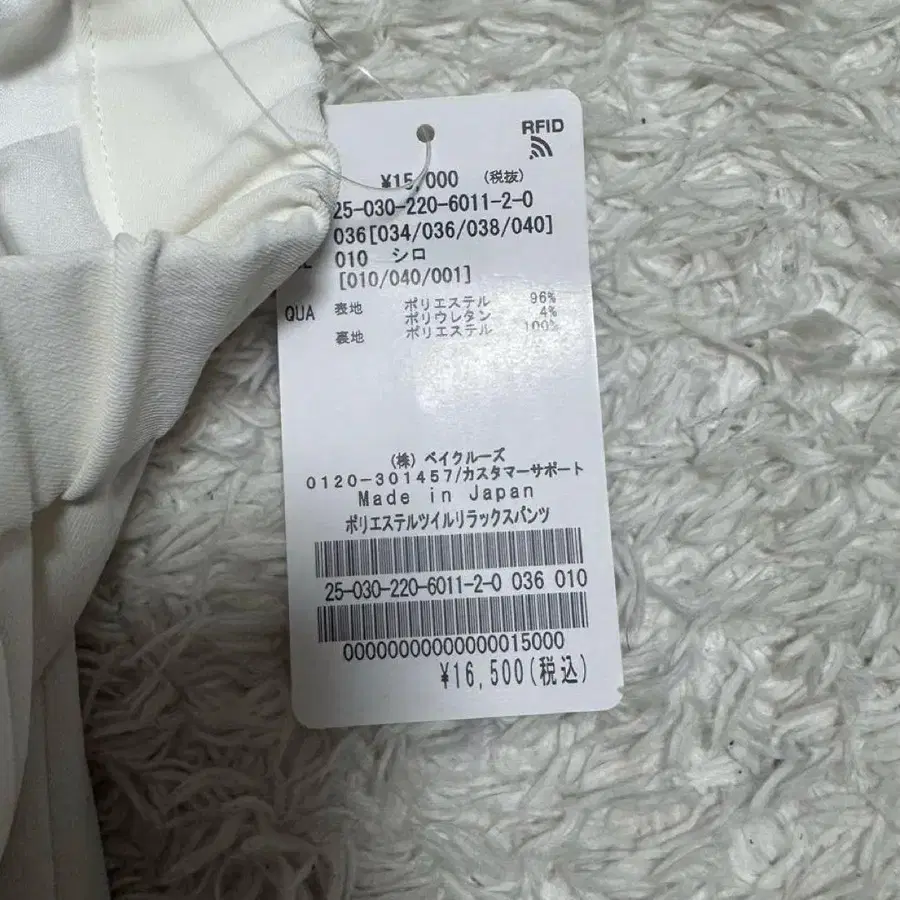 RFID
¥15,000 (税抜)
25-030-220-6011-2-0
036[034/036/038/040]
010 シロ
[010/040/001]
QUA 表地 ポリエステル 96%
ポリウレタン 4%
裏地 ポリエステル 100%
(株) ベイクルーズ
0120-301457/カスタマーサポート
Made in Japan
ポリエステルツイルリラックスパンツ
25-030-220-6011-2-0 036 010
00000000000000015000
¥16,500(税込)